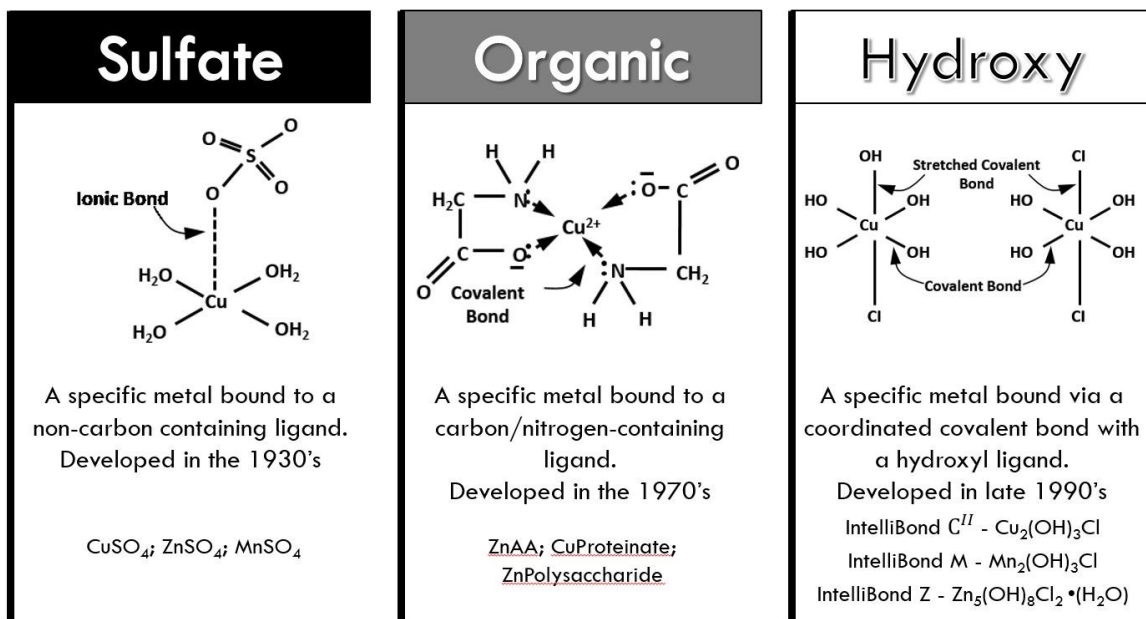 Sulfate
O
O
S
O
O
Ionic Bond
H₂O
OH₂
Cu
H₂O
OH₂
A specific metal bound to a
non-carbon containing ligand.
Developed in the 1930's
CuSO₄; ZnSO₄; MnSO₄
Organic
H
H
O
H₂C
N:
:O
C
Cu²⁺
C
O:
:N
CH₂
O
Covalent
Bond
H
H
A specific metal bound to a
carbon/nitrogen-containing
ligand.
Developed in the 1970's
ZnAA; CuProteinate;
ZnPolysaccharide
Hydroxy
OH
Stretched Covalent
Bond
Cl
HO
OH
HO
OH
Cu
Cu
HO
OH
HO
OH
Covalent Bond
Cl
Cl
A specific metal bound via a
coordinated covalent bond with
a hydroxyl ligand.
Developed in late 1990's
IntelliBond Cᴵᴵ - Cu₂(OH)₃Cl
IntelliBond M - Mn₂(OH)₃Cl
IntelliBond Z - Zn₅(OH)₈Cl₂ •(H₂O)